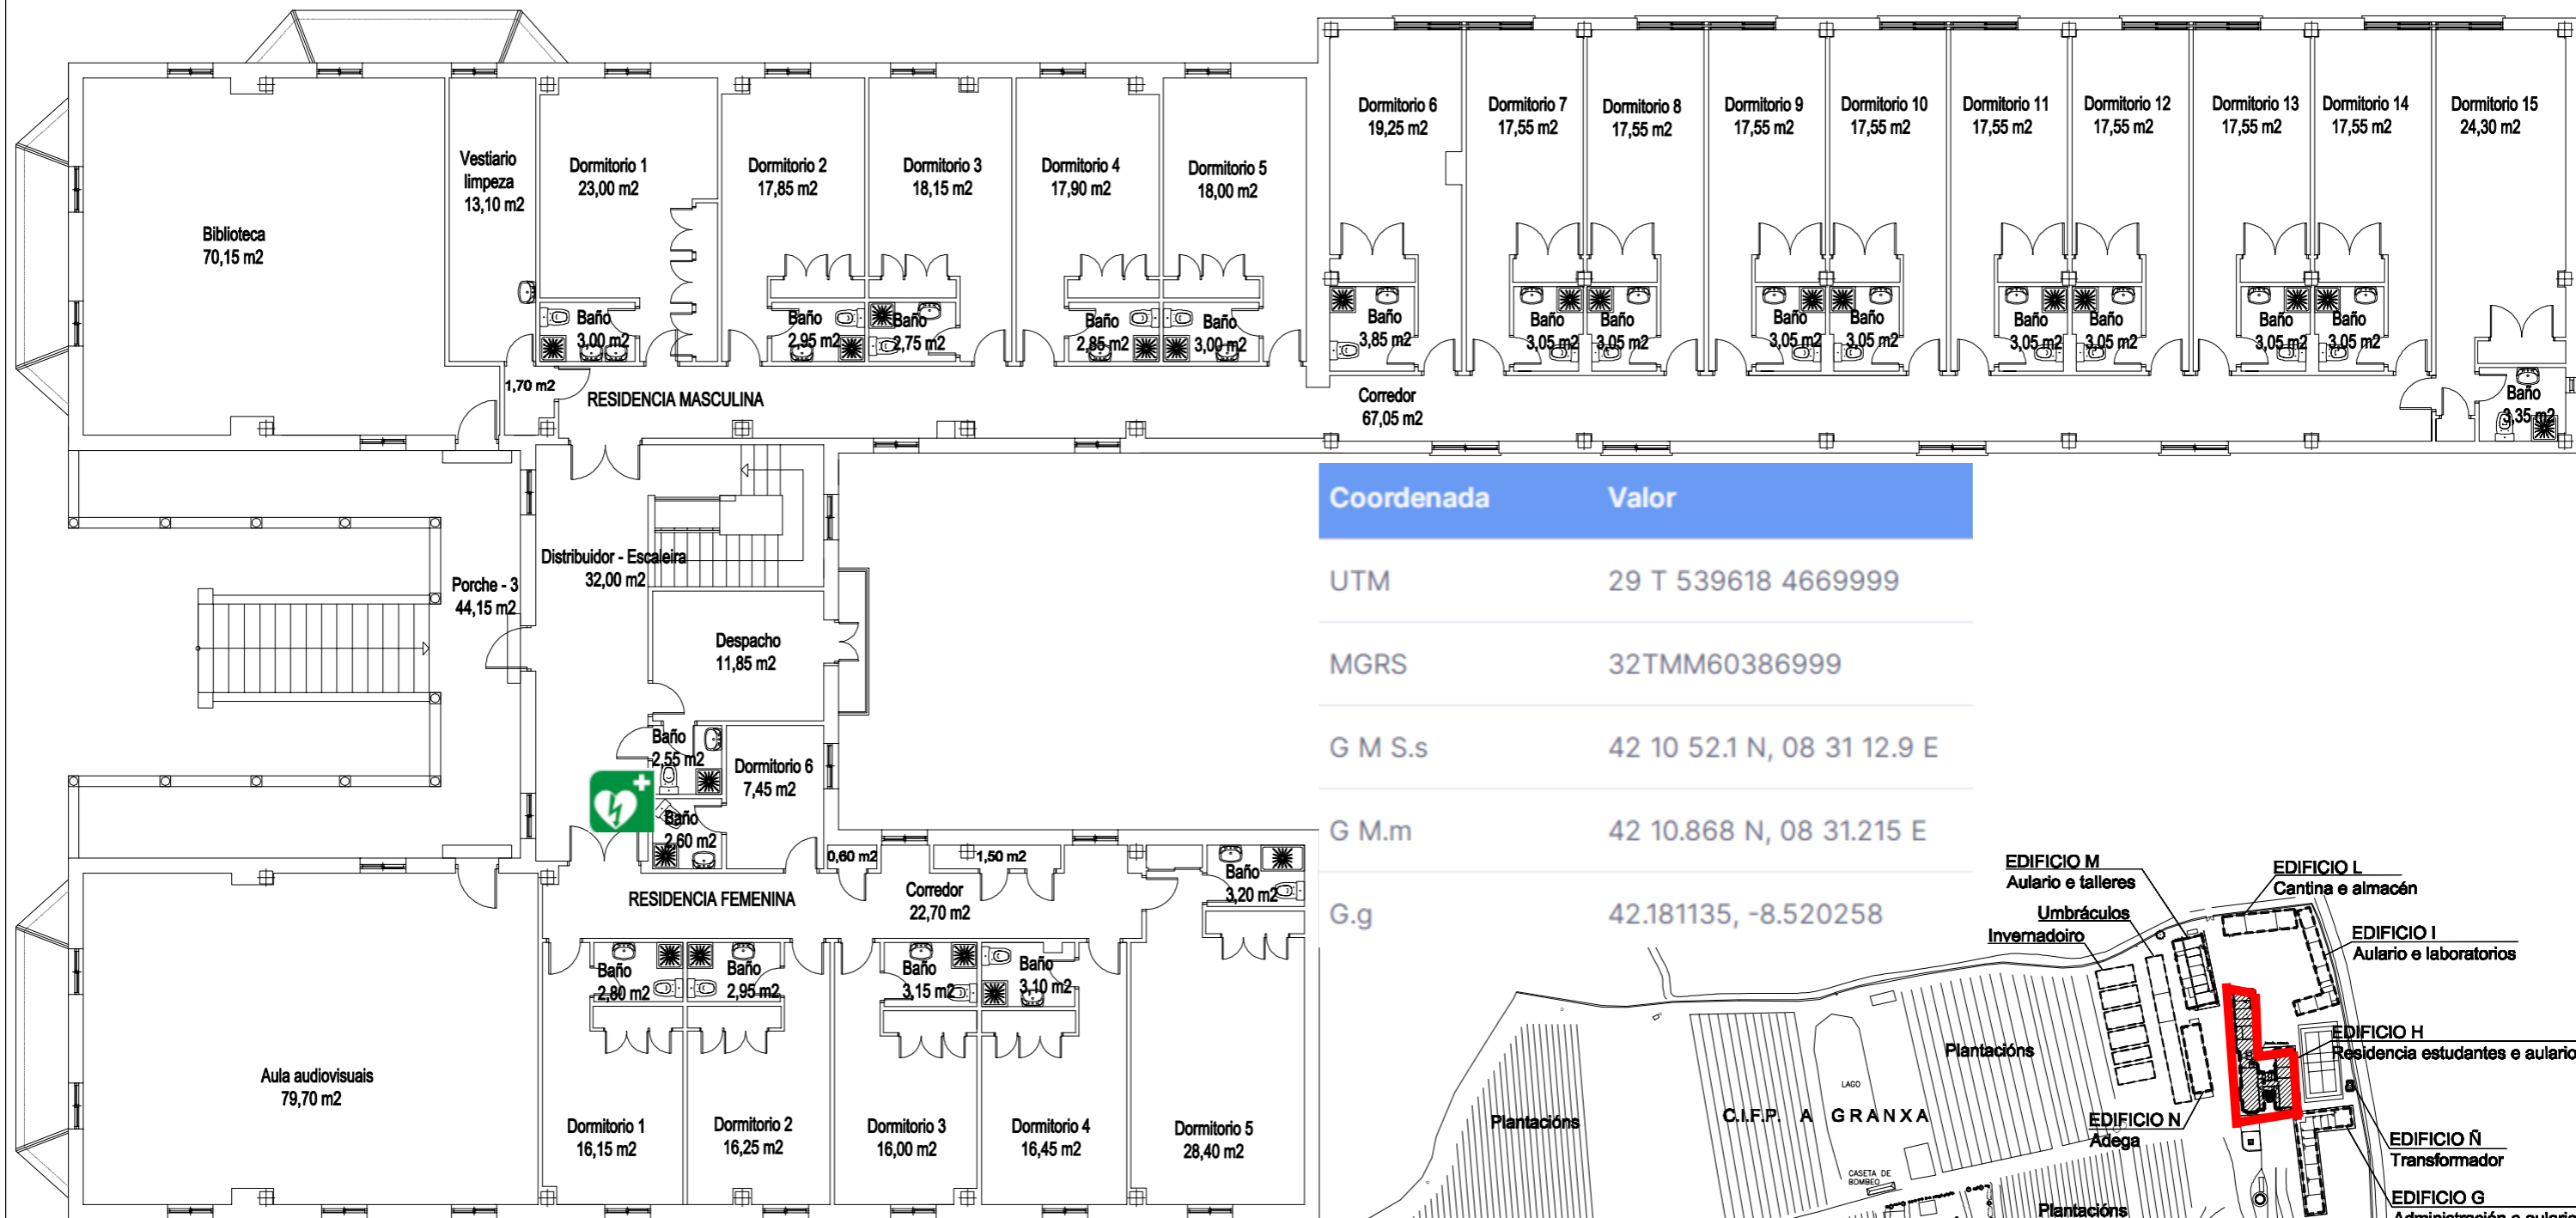 Biblioteca
70,15 m2
Vestiario
limpeza
13,10 m2
Dormitorio 1
23,00 m2
Dormitorio 2
17,85 m2
Dormitorio 3
18,15 m2
Dormitorio 4
17,90 m2
Dormitorio 5
18,00 m2
Dormitorio 6
19,25 m2
Dormitorio 7
17,55 m2
Dormitorio 8
17,55 m2
Dormitorio 9
17,55 m2
Dormitorio 10
17,55 m2
Dormitorio 11
17,55 m2
Dormitorio 12
17,55 m2
Dormitorio 13
17,55 m2
Dormitorio 14
17,55 m2
Dormitorio 15
24,30 m2
Baño
3,00 m2
Baño
2,95 m2
Baño
2,75 m2
Baño
2,85 m2
Baño
3,00 m2
Baño
3,85 m2
Baño
3,05 m2
Baño
3,05 m2
Baño
3,05 m2
Baño
3,05 m2
Baño
3,05 m2
Baño
3,05 m2
Baño
3,05 m2
Baño
3,05 m2
Baño
3,35 m2
1,70 m2
RESIDENCIA MASCULINA
Corredor
67,05 m2
Distribuidor - Escaleira
32,00 m2
Porche - 3
44,15 m2
Despacho
11,85 m2
Baño
2,55 m2
Dormitorio 6
7,45 m2
Baño
2,60 m2
0,60 m2
1,50 m2
RESIDENCIA FEMENINA
Corredor
22,70 m2
Baño
3,20 m2
Baño
2,80 m2
Baño
2,95 m2
Baño
3,15 m2
Baño
3,10 m2
Aula audiovisuais
79,70 m2
Dormitorio 1
16,15 m2
Dormitorio 2
16,25 m2
Dormitorio 3
16,00 m2
Dormitorio 4
16,45 m2
Dormitorio 5
28,40 m2
Coordenada Valor
UTM 29 T 539618 4669999
MGRS 32TMM60386999
G M S.s 42 10 52.1 N, 08 31 12.9 E
G M.m 42 10.868 N, 08 31.215 E
G.g 42.181135, -8.520258
EDIFICIO M
Aulario e talleres
EDIFICIO L
Cantina e almacén
Umbráculos
Invernadoiro
EDIFICIO I
Aulario e laboratorios
EDIFICIO H
Residencia estudantes e aulario
Plantacións
LAGO
Plantacións
C.I.F.P. A GRANXA
EDIFICIO N
Adega
EDIFICIO Ñ
Transformador
CASETA DE
BOMBEO
EDIFICIO G
Administración e aulario
Plantacións